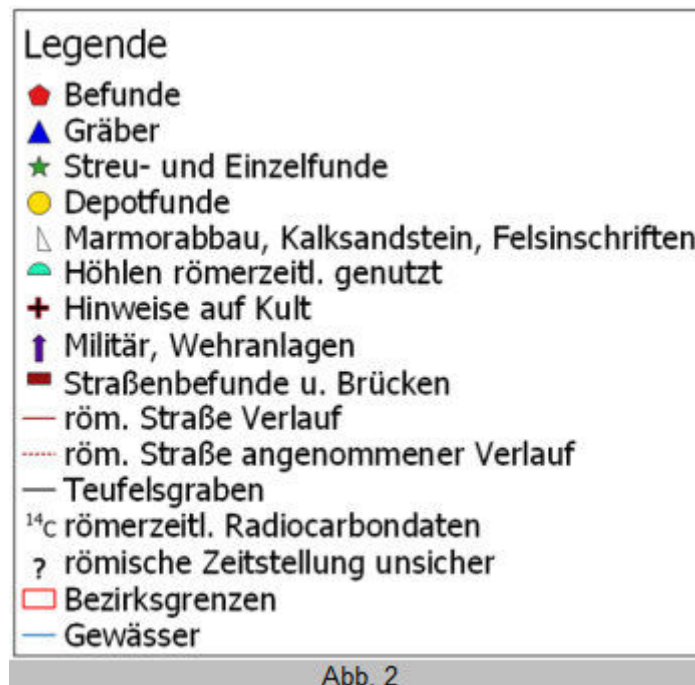 Legende
Befunde
Gräber
Streu- und Einzelfunde
Depotfunde
Marmorabbau, Kalksandstein, Felsinschriften
Höhlen römerzeitl. genutzt
Hinweise auf Kult
Militär, Wehranlagen
Straßenbefunde u. Brücken
röm. Straße Verlauf
röm. Straße angenommener Verlauf
Teufelsgraben
¹⁴C römerzeitl. Radiocarbondaten
? römische Zeitstellung unsicher
Bezirksgrenzen
Gewässer
Abb. 2